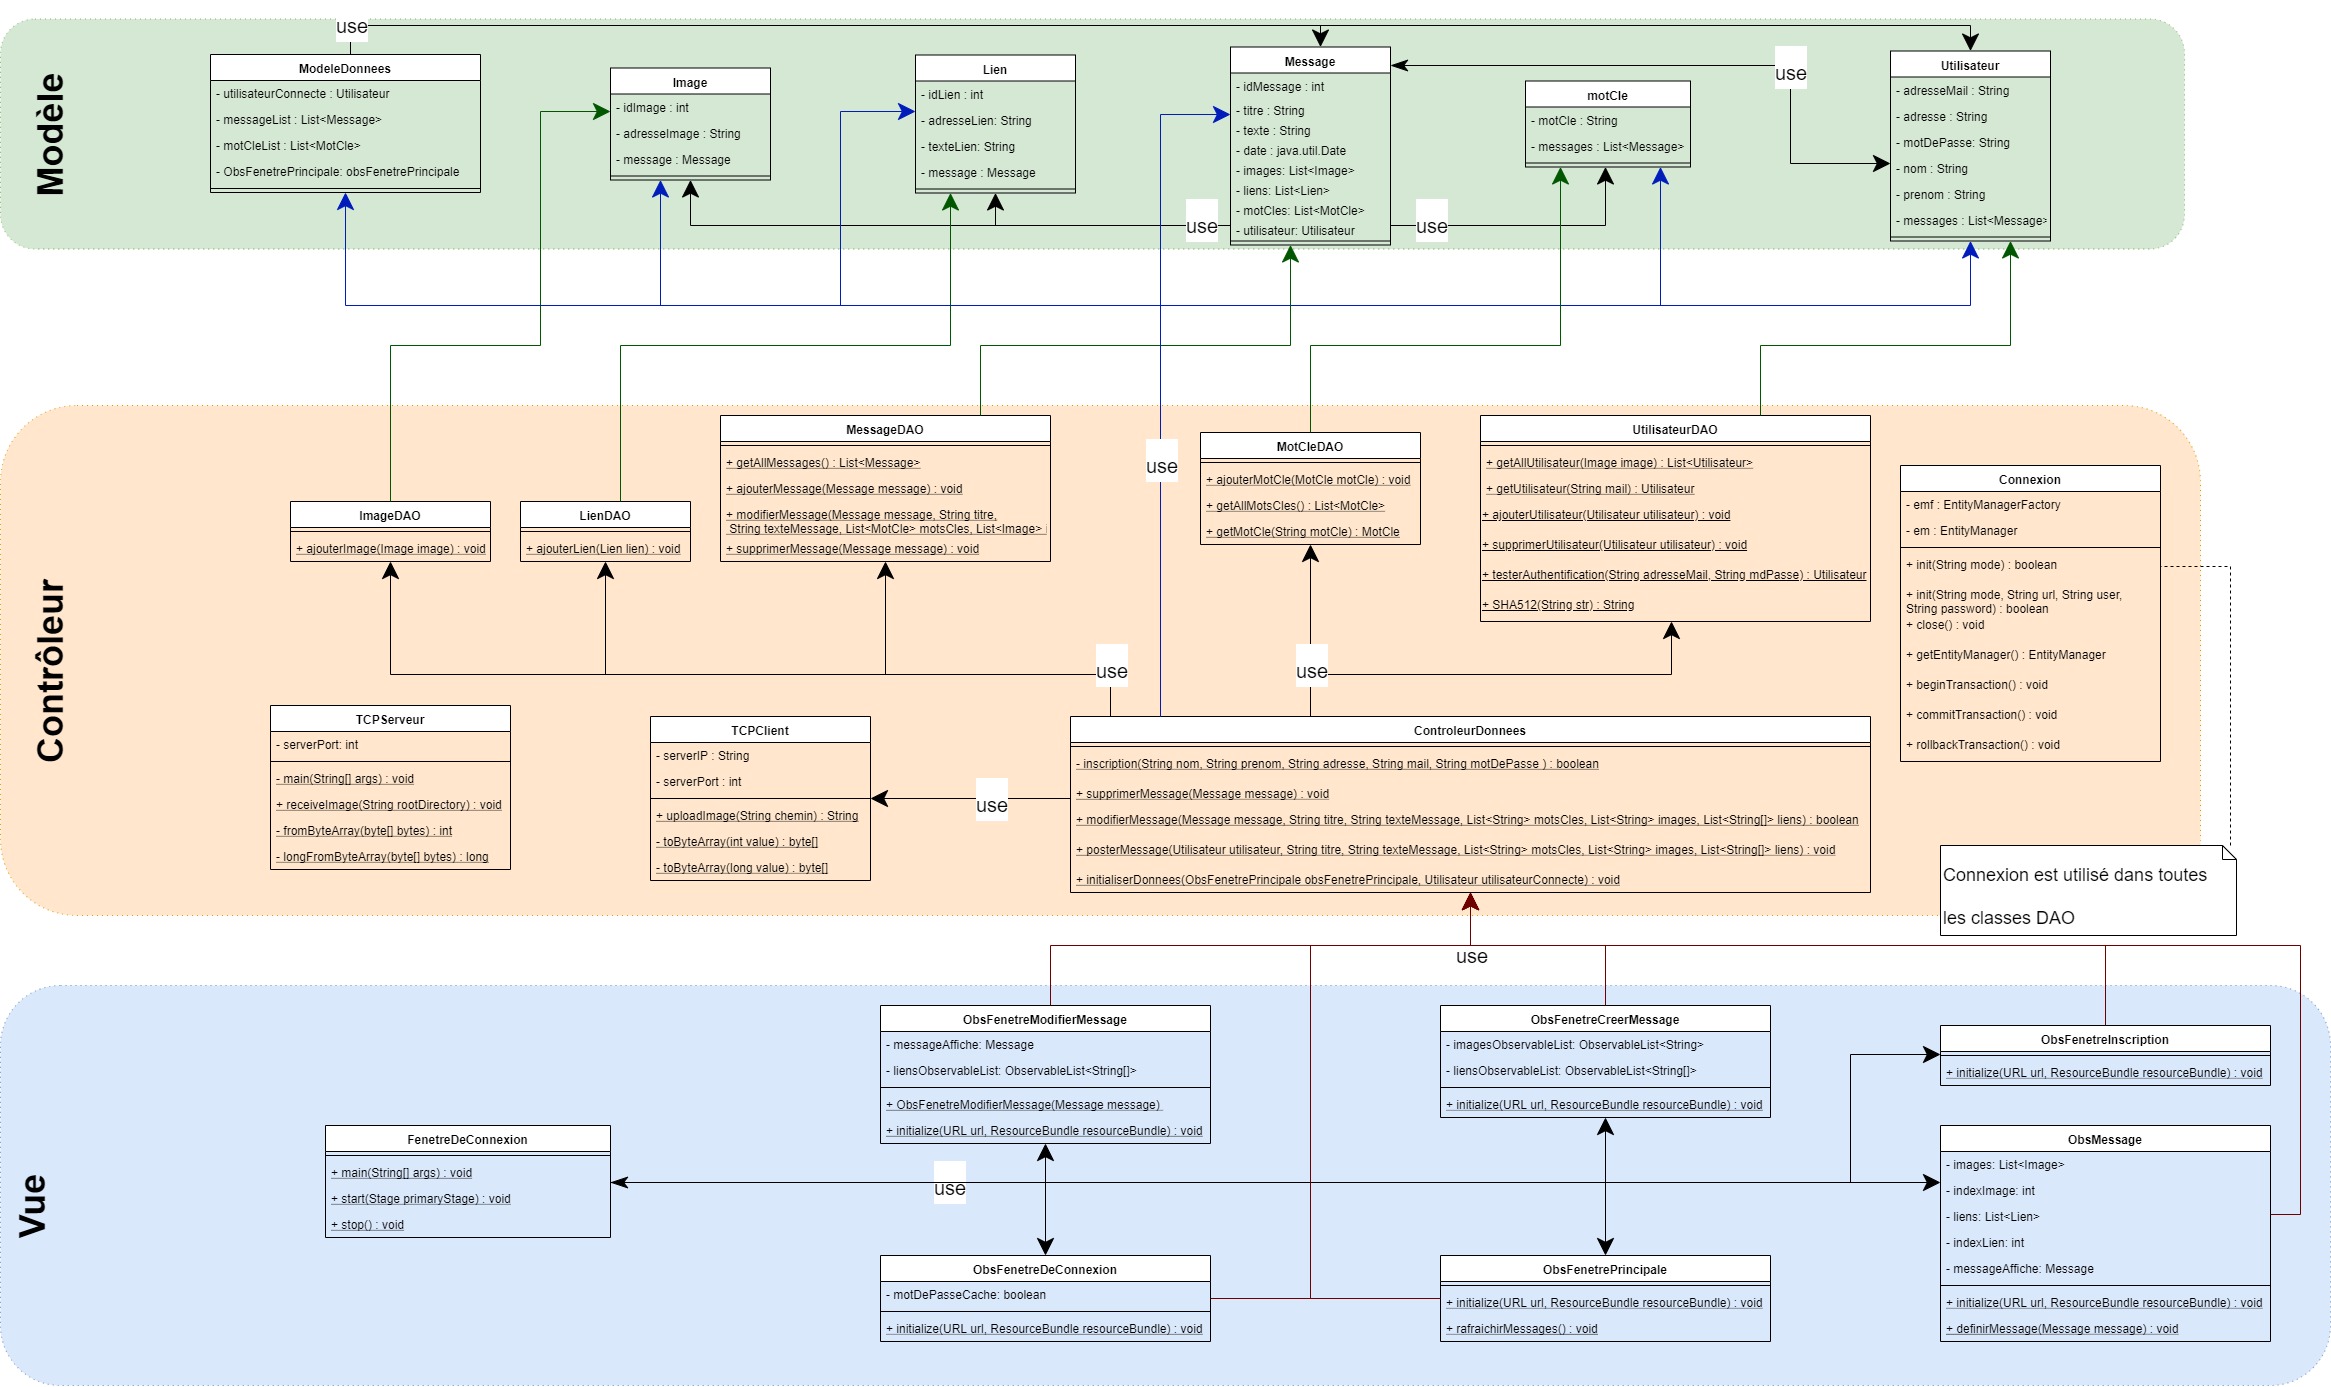 Modèle
use
ModeleDonnees
- utilisateurConnecte : Utilisateur
- messageList : List<Message>
- motCleList : List<MotCle>
- ObsFenetrePrincipale: obsFenetrePrincipale
Image
- idImage : int
- adresseImage : String
- message : Message
Lien
- idLien : int
- adresseLien: String
- texteLien: String
- message : Message
use
Message
- idMessage : int
- titre : String
- texte : String
- date : java.util.Date
- images: List<Image>
- liens: List<Lien>
- motCles: List<MotCle>
- utilisateur: Utilisateur
use
motCle
- motCle : String
- messages : List<Message>
use
Utilisateur
- adresseMail : String
- adresse : String
- motDePasse: String
- nom : String
- prenom : String
- messages : List<Message>
Contrôleur
ImageDAO
+ ajouterImage(Image image) : void
LienDAO
+ ajouterLien(Lien lien) : void
MessageDAO
+ getAllMessages() : List<Message>
+ ajouterMessage(Message message) : void
+ modifierMessage(Message message, String titre,
String texteMessage, List<MotCle> motsCles, List<Image>
+ supprimerMessage(Message message) : void
use
MotCleDAO
+ ajouterMotCle(MotCle motCle) : void
+ getAllMotsCles() : List<MotCle>
+ getMotCle(String motCle) : MotCle
UtilisateurDAO
+ getAllUtilisateur(Image image) : List<Utilisateur>
+ getUtilisateur(String mail) : Utilisateur
+ ajouterUtilisateur(Utilisateur utilisateur) : void
+ supprimerUtilisateur(Utilisateur utilisateur) : void
+ testerAuthentification(String adresseMail, String mdPasse) : Utilisateur
+ SHA512(String str) : String
Connexion
- emf : EntityManagerFactory
- em : EntityManager
+ init(String mode) : boolean
+ init(String mode, String url, String user,
String password) : boolean
+ close() : void
+ getEntityManager() : EntityManager
+ beginTransaction() : void
+ commitTransaction() : void
+ rollbackTransaction() : void
use
use
TCPServeur
- serverPort: int
- main(String[] args) : void
+ receiveImage(String rootDirectory) : void
- fromByteArray(byte[] bytes) : int
- longFromByteArray(byte[] bytes) : long
TCPClient
- serverIP : String
- serverPort : int
+ uploadImage(String chemin) : String
- toByteArray(int value) : byte[]
- toByteArray(long value) : byte[]
use
ControleurDonnees
- inscription(String nom, String prenom, String adresse, String mail, String motDePasse ) : boolean
+ supprimerMessage(Message message) : void
+ modifierMessage(Message message, String titre, String texteMessage, List<String> motsCles, List<String> images, List<String[]> liens) : boolean
+ posterMessage(Utilisateur utilisateur, String titre, String texteMessage, List<String> motsCles, List<String> images, List<String[]> liens) : void
+ initialiserDonnees(ObsFenetrePrincipale obsFenetrePrincipale, Utilisateur utilisateurConnecte) : void
Connexion est utilisé dans toutes
les classes DAO
use
Vue
FenetreDeConnexion
+ main(String[] args) : void
+ start(Stage primaryStage) : void
+ stop() : void
ObsFenetreModifierMessage
- messageAffiche: Message
- liensObservableList: ObservableList<String[]>
+ ObsFenetreModifierMessage(Message message)
+ initialize(URL url, ResourceBundle resourceBundle) : void
ObsFenetreCreerMessage
- imagesObservableList: ObservableList<String>
- liensObservableList: ObservableList<String[]>
+ initialize(URL url, ResourceBundle resourceBundle) : void
ObsFenetreInscription
+ initialize(URL url, ResourceBundle resourceBundle) : void
use
ObsFenetreDeConnexion
- motDePasseCache: boolean
+ initialize(URL url, ResourceBundle resourceBundle) : void
ObsFenetrePrincipale
+ initialize(URL url, ResourceBundle resourceBundle) : void
+ rafraichirMessages() : void
ObsMessage
- images: List<Image>
- indexImage: int
- liens: List<Lien>
- indexLien: int
- messageAffiche: Message
+ initialize(URL url, ResourceBundle resourceBundle) : void
+ definirMessage(Message message) : void